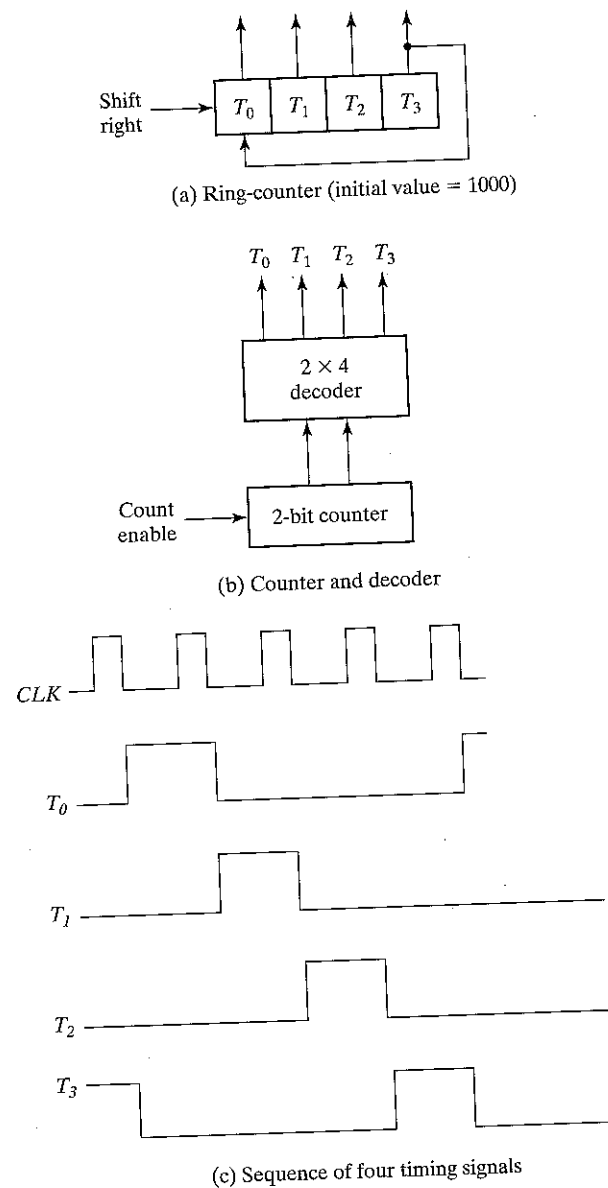 Shift
right
T₀ T₁ T₂ T₃
(a) Ring-counter (initial value = 1000)
T₀ T₁ T₂ T₃
2 × 4
decoder
Count
enable
2-bit counter
(b) Counter and decoder
CLK
T₀
T₁
T₂
T₃
(c) Sequence of four timing signals